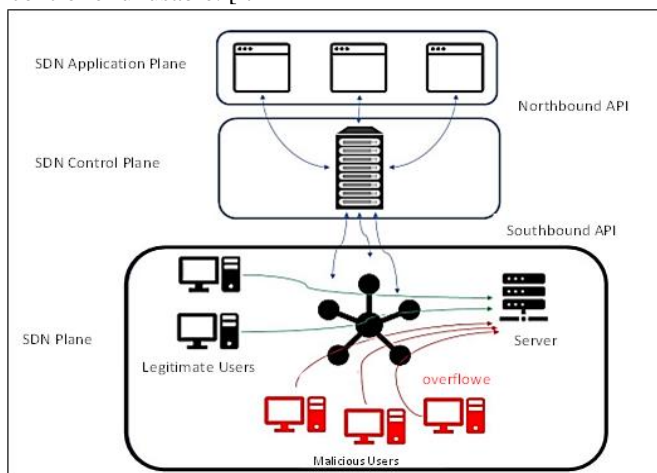 SDN Application Plane
Northbound API
SDN Control Plane
Southbound API
SDN Plane
Legitimate Users
Server
overflowe
Malicious Users